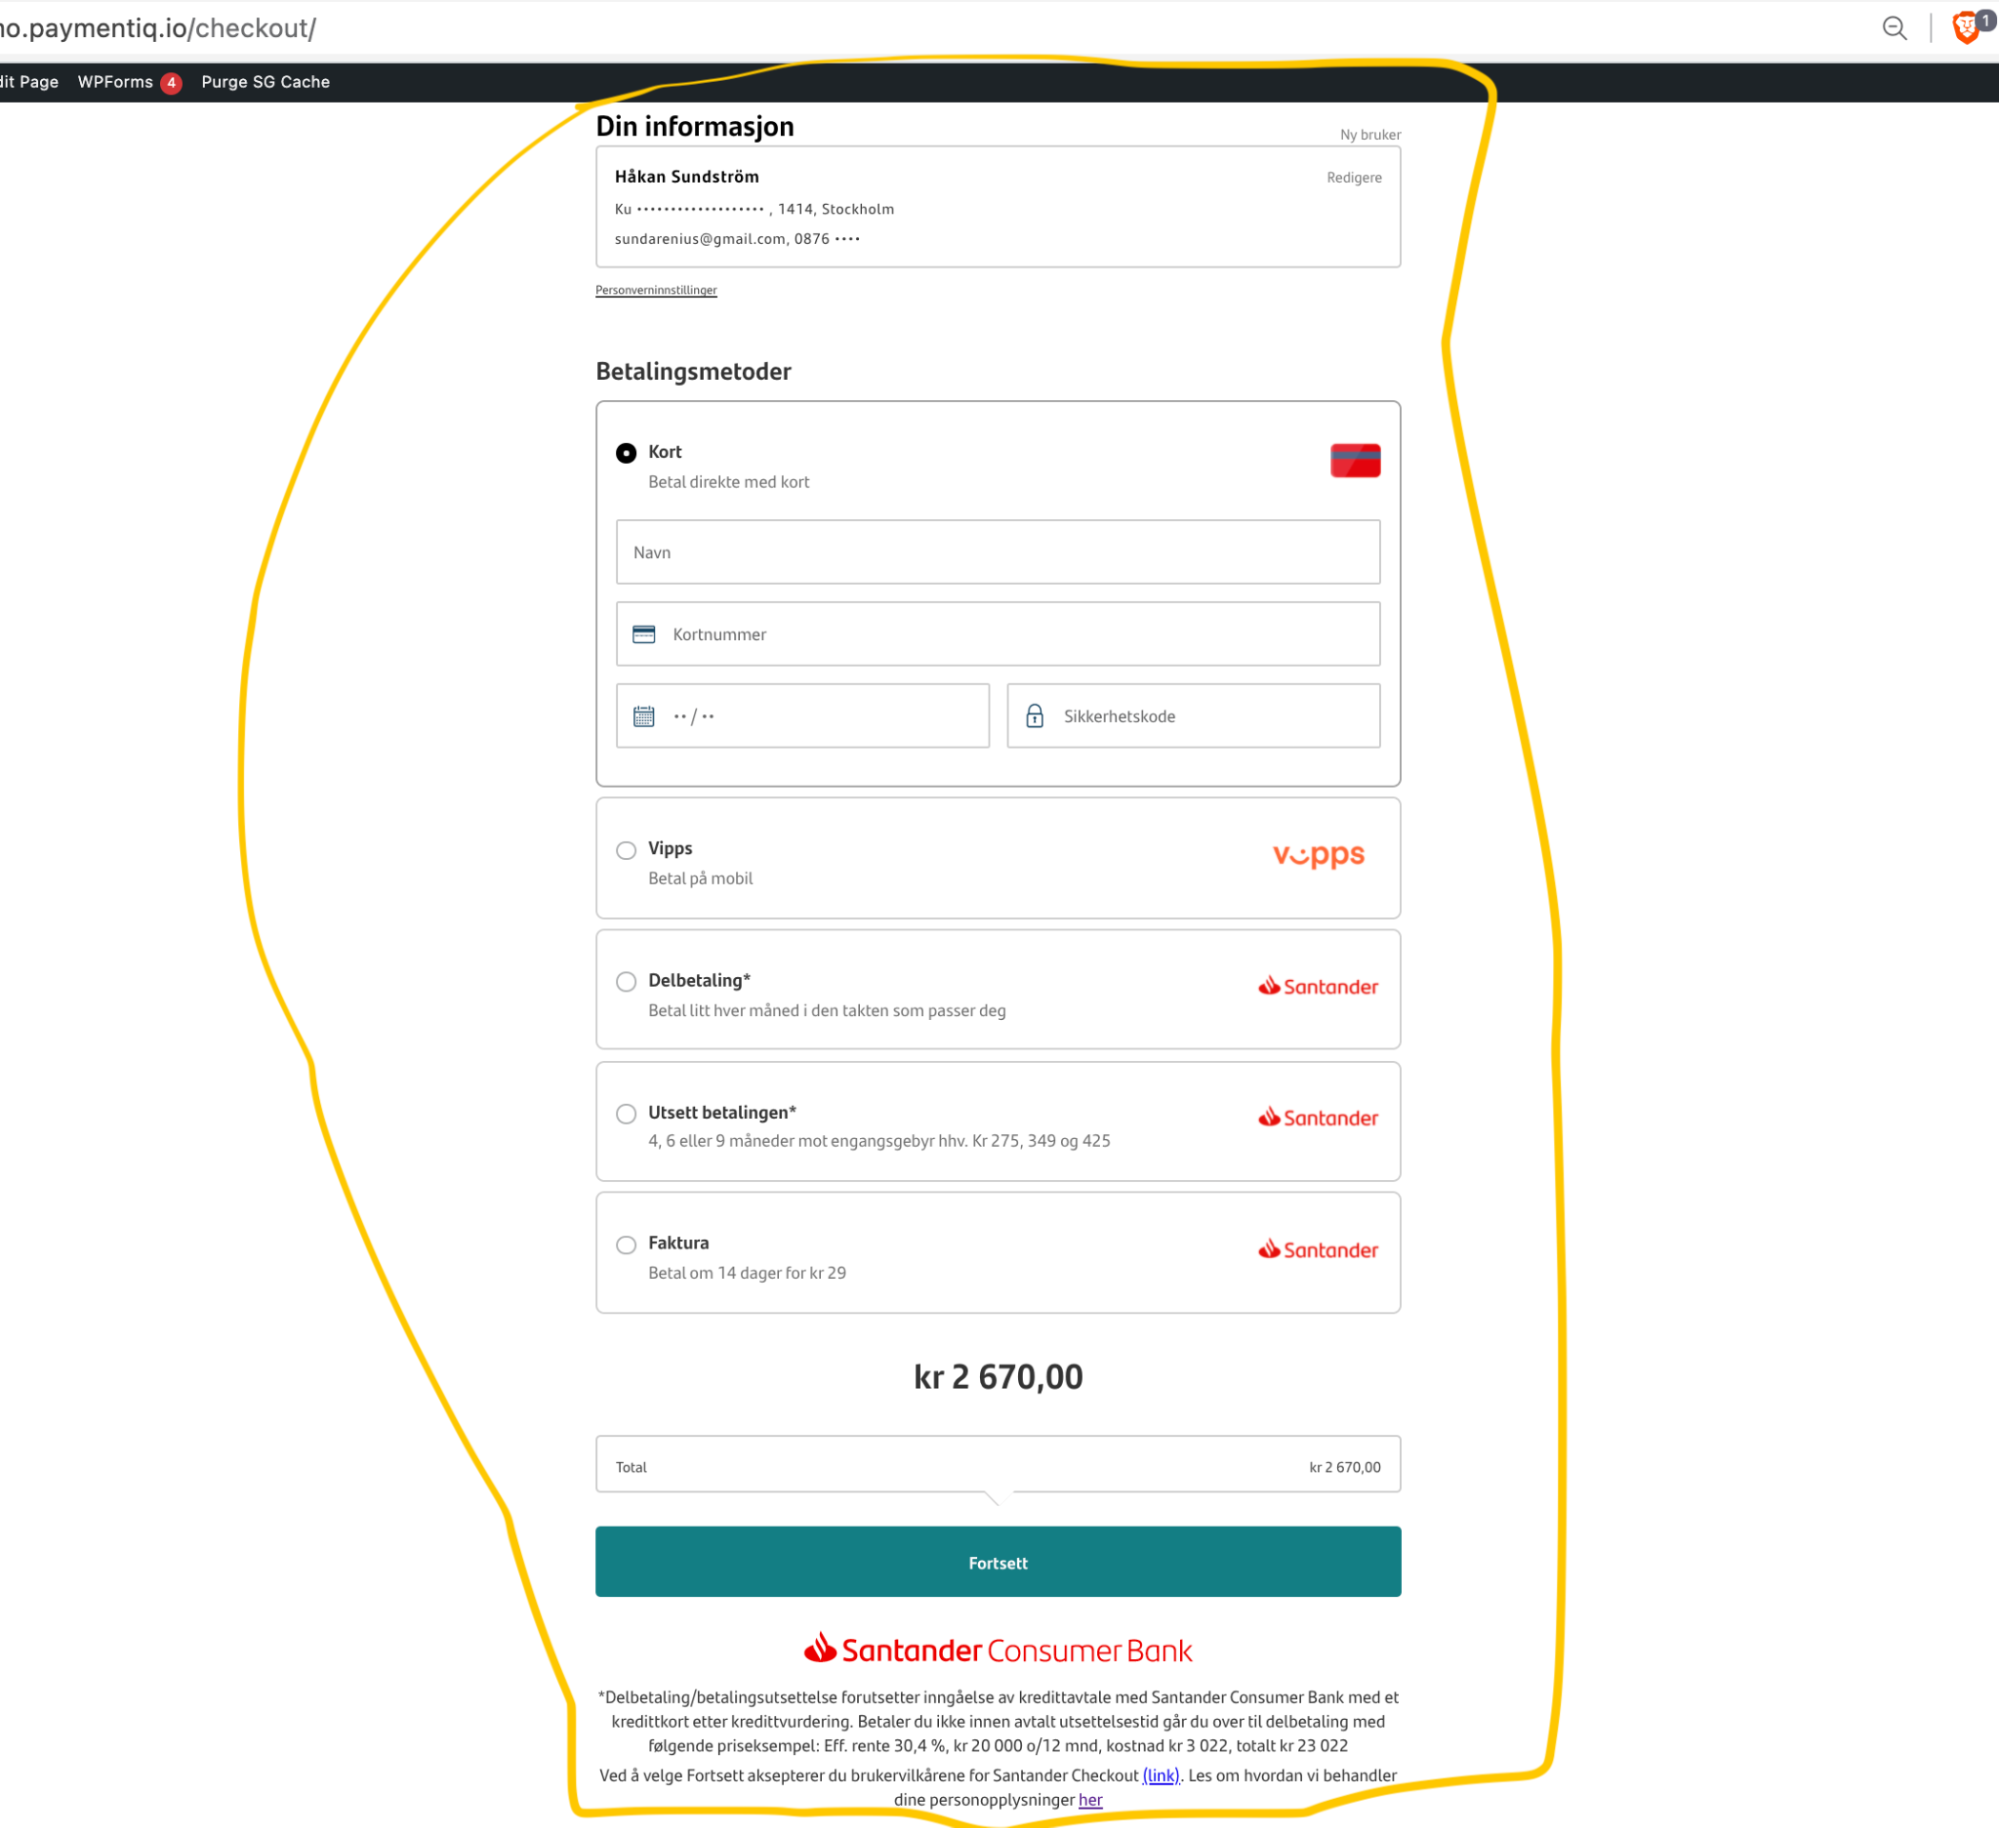 no.paymentiq.io/checkout/
1
dit Page WPForms 4 Purge SG Cache
Din informasjon
Ny bruker
Håkan Sundström
Redigere
Ku ••••••••••••••••••• , 1414, Stockholm
sundarenius@gmail.com, 0876 ••••
Personverninnstillinger
Betalingsmetoder
Kort
Betal direkte med kort
Navn
Kortnummer
•• / ••
Sikkerhetskode
Vipps
vipps
Betal på mobil
Delbetaling*
Santander
Betal litt hver måned i den takten som passer deg
Utsett betalingen*
Santander
4, 6 eller 9 måneder mot engangsgebyr hhv. Kr 275, 349 og 425
Faktura
Santander
Betal om 14 dager for kr 29
kr 2 670,00
Total kr 2 670,00
Fortsett
Santander Consumer Bank
*Delbetaling/betalingsutsettelse forutsetter inngåelse av kredittavtale med Santander Consumer Bank med et
kredittkort etter kredittvurdering. Betaler du ikke innen avtalt utsettelsestid går du over til delbetaling med
følgende priseksempel: Eff. rente 30,4 %, kr 20 000 o/12 mnd, kostnad kr 3 022, totalt kr 23 022
Ved å velge Fortsett aksepterer du brukervilkårene for Santander Checkout (link). Les om hvordan vi behandler
dine personopplysninger her